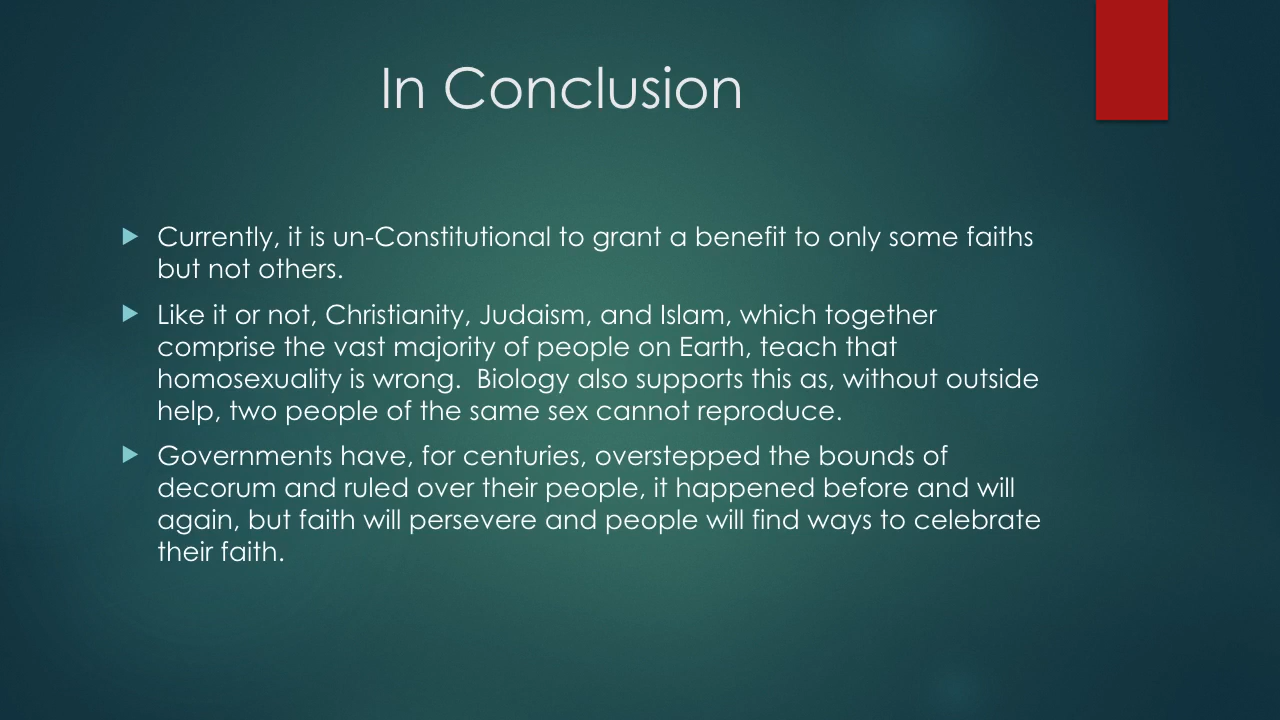 In Conclusion
Currently, it is un-Constitutional to grant a benefit to only some faiths
but not others.
Like it or not, Christianity, Judaism, and Islam, which together
comprise the vast majority of people on Earth, teach that
homosexuality is wrong.  Biology also supports this as, without outside
help, two people of the same sex cannot reproduce.
Governments have, for centuries, overstepped the bounds of
decorum and ruled over their people, it happened before and will
again, but faith will persevere and people will find ways to celebrate
their faith.